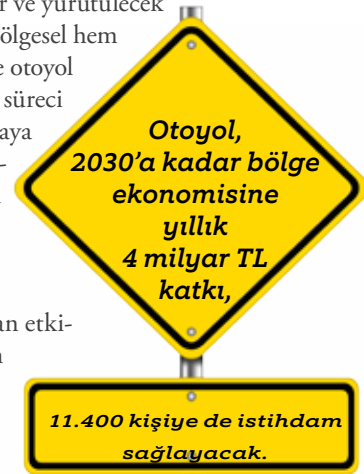 ve yürütülecek
bölgesel hem
e otoyol
süreci
aya
an etki-
Otoyol,
2030'a kadar bölge
ekonomisine
yıllık
4 milyar TL
katkı,
11.400 kişiye de istihdam
sağlayacak.